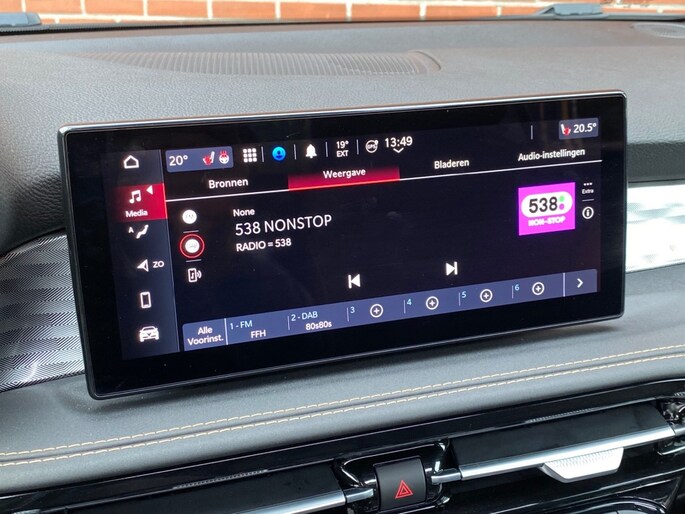 20°
19°
EXT
13:49
20.5°
Bronnen
Weergave
Bladeren
Audio-instellingen
Media
A
ZO
None
538 NONSTOP
RADIO = 538
538
NON-STOP
Extra
Alle
Voorinst.
1 - FM
FFH
2 - DAB
80s80s
3
4
5
6